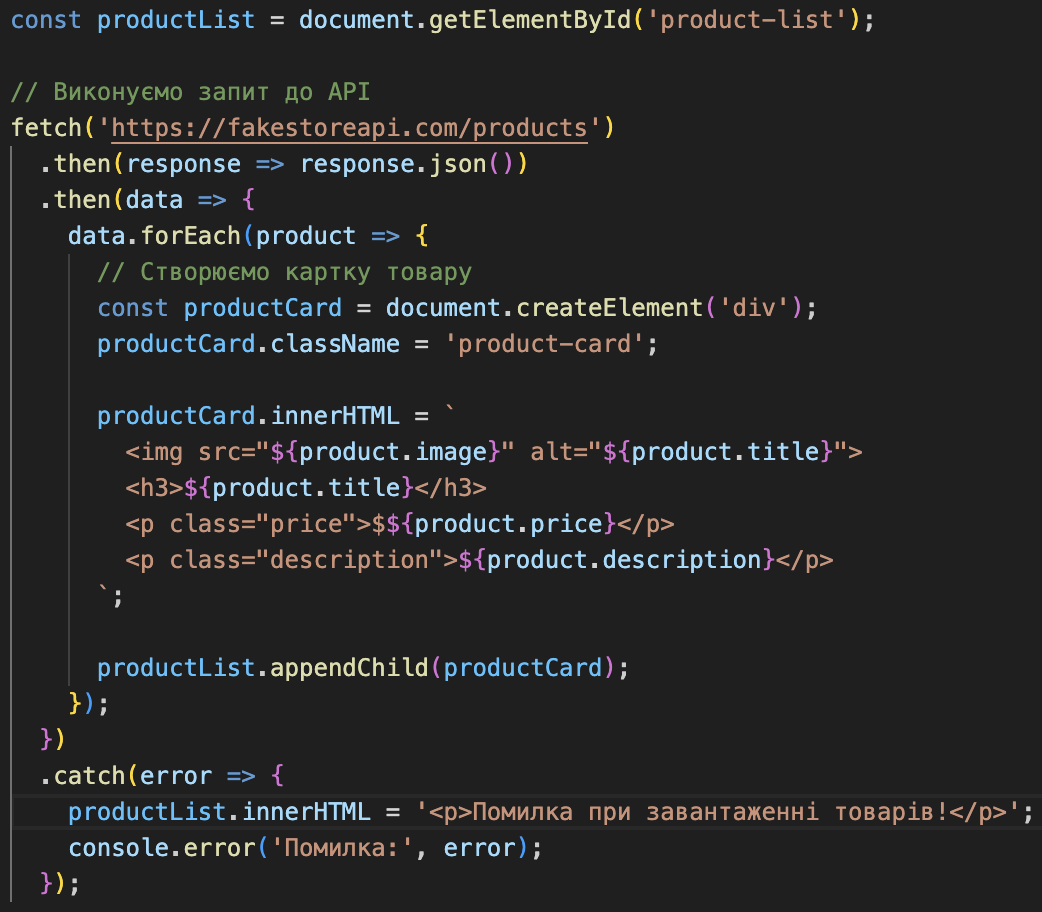 const productList = document.getElementById('product-list');
// Виконуємо запит до API
fetch('https://fakestoreapi.com/products')
.then(response => response.json())
.then(data => {
data.forEach(product => {
// Створюємо картку товару
const productCard = document.createElement('div');
productCard.className = 'product-card';
productCard.innerHTML = `
<img src="${product.image}" alt="${product.title}">
<h3>${product.title}</h3>
<p class="price">$${product.price}</p>
<p class="description">${product.description}</p>
`;
productList.appendChild(productCard);
});
})
.catch(error => {
productList.innerHTML = '<p>Помилка при завантаженні товарів!</p>';
console.error('Помилка:', error);
});